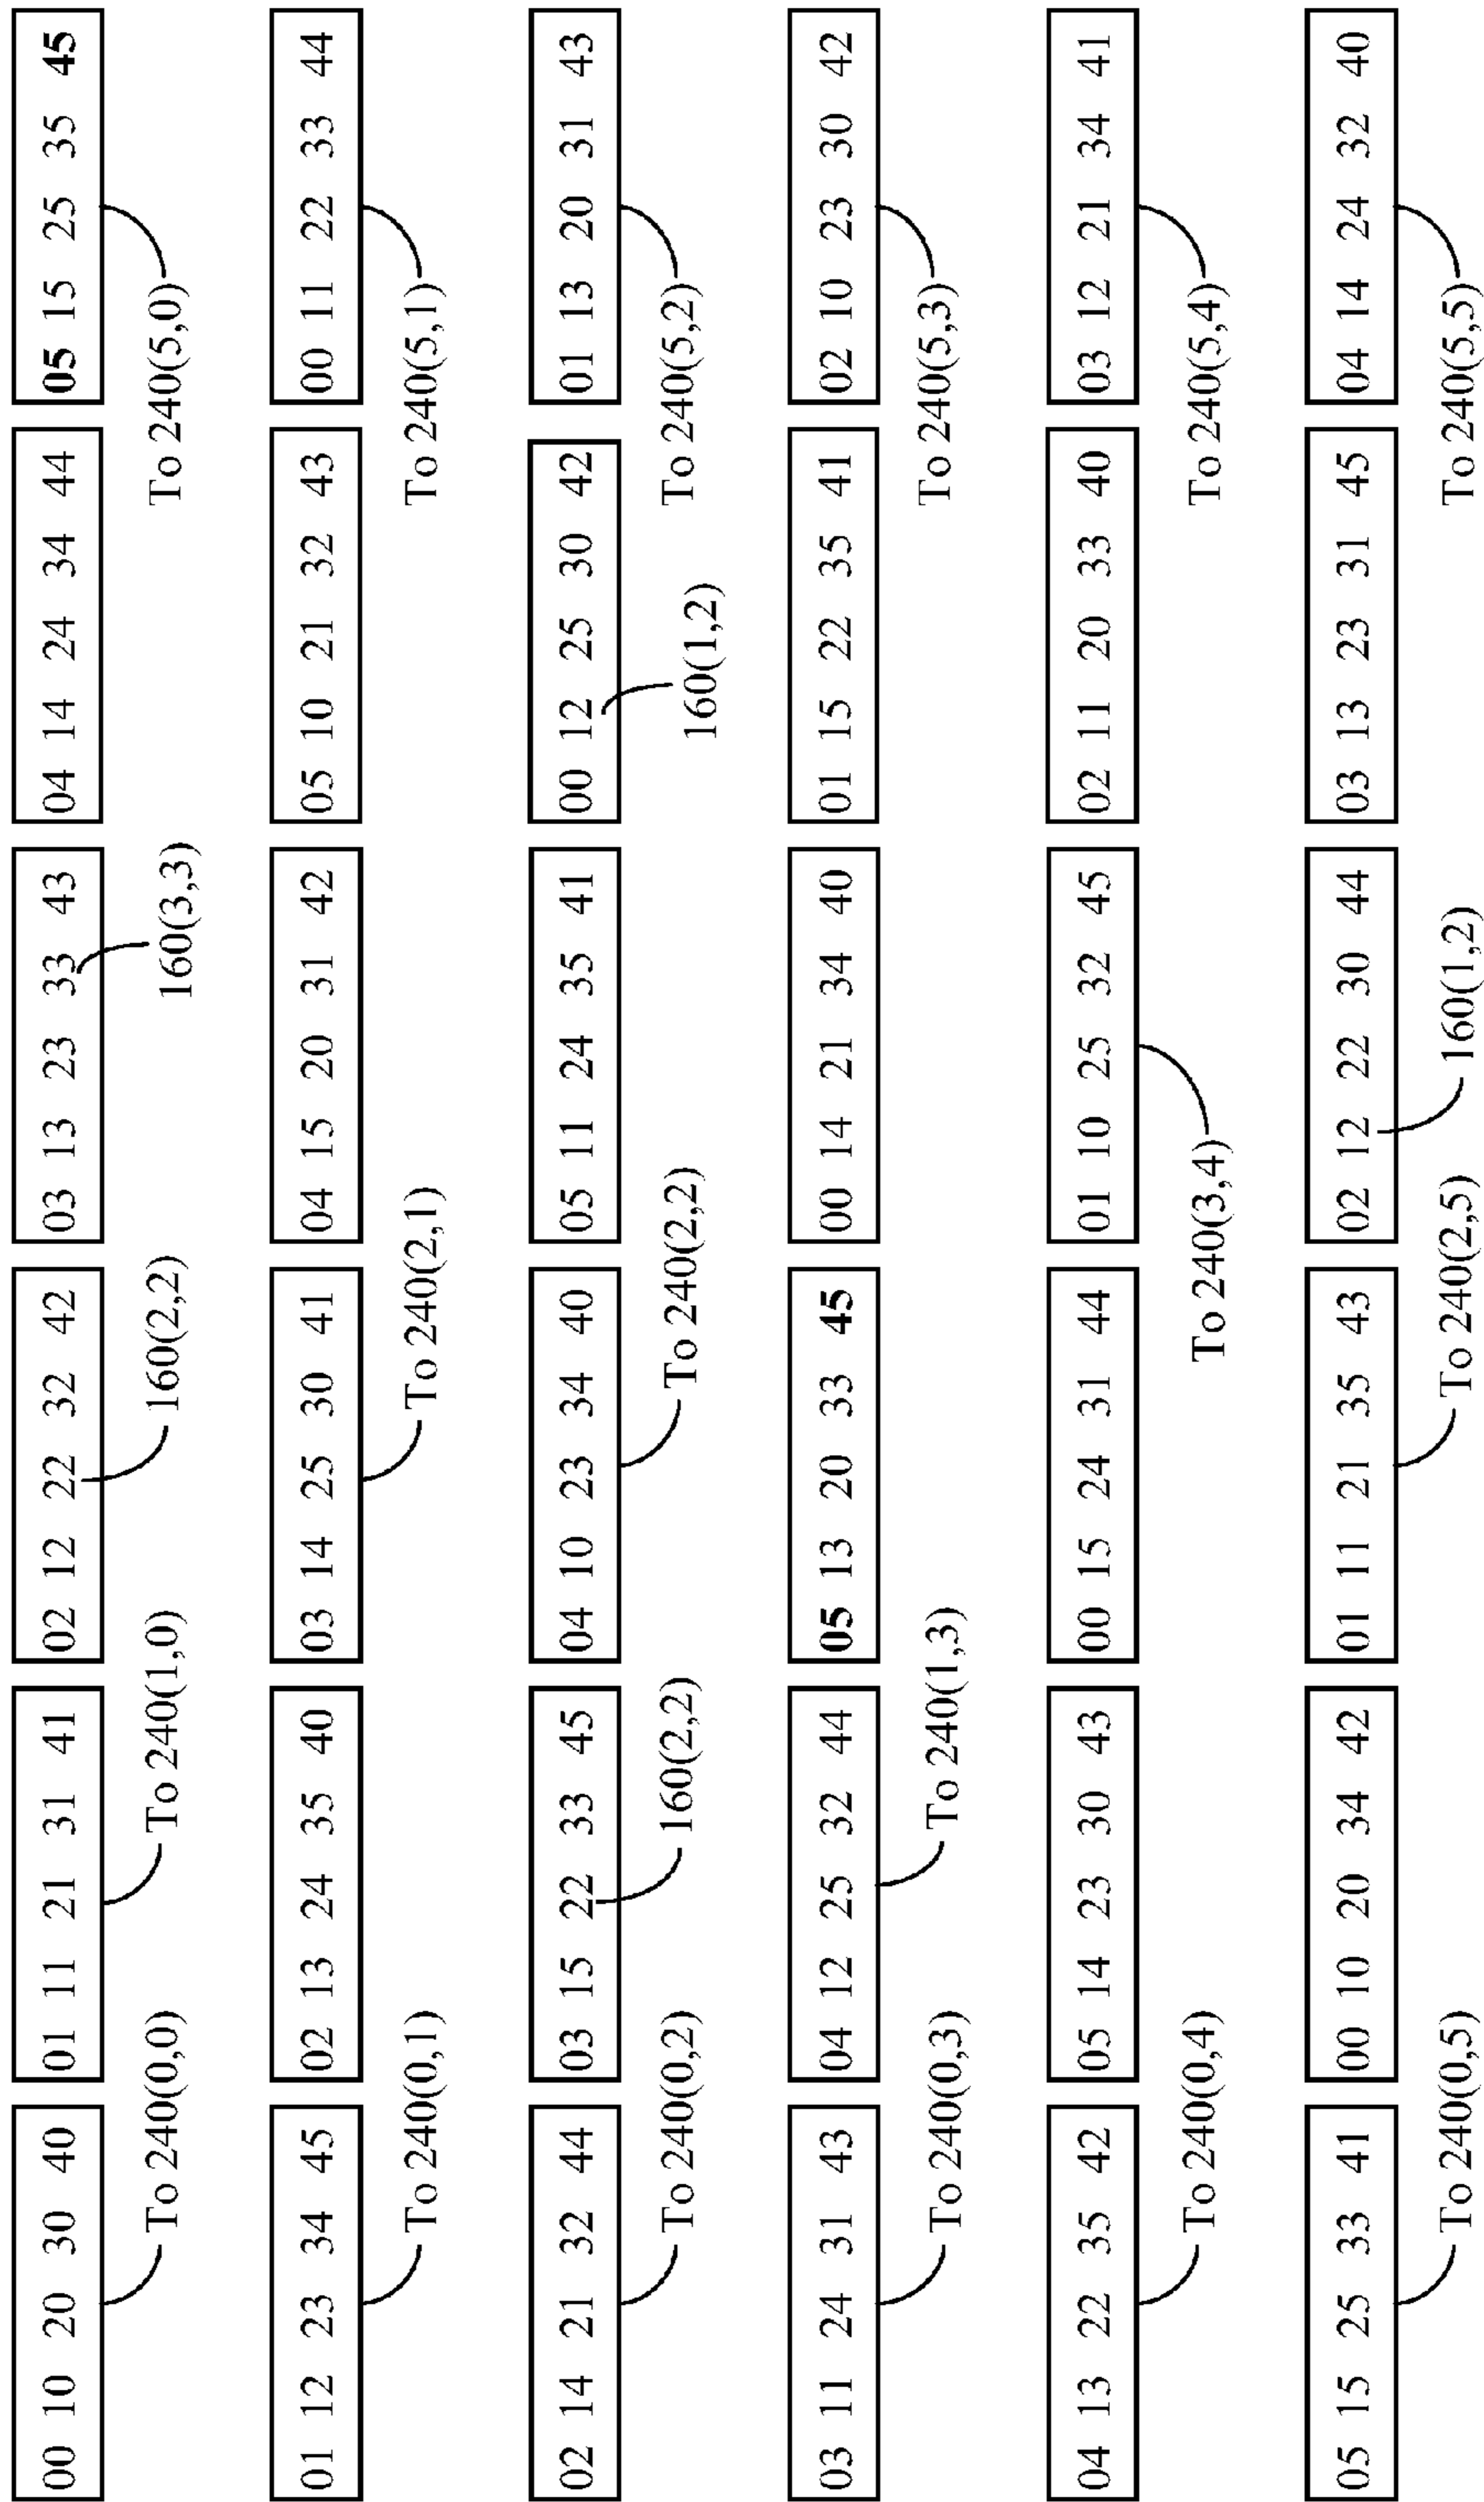 00 10 20 30 40
01 11 21 31 41
02 12 22 32 42
03 13 23 33 43
04 14 24 34 44
05 15 25 35 45
To 240(0,0)
To 240(1,0)
160(2,2)
160(3,3)
To 240(5,0)
01 12 23 34 45
02 13 24 35 40
03 14 25 30 41
04 15 20 31 42
05 10 21 32 43
00 11 22 33 44
To 240(0,1)
To 240(2,1)
To 240(5,1)
02 14 21 32 44
03 15 22 33 45
04 10 23 34 40
05 11 24 35 41
00 12 25 30 42
01 13 20 31 43
To 240(0,2)
160(2,2)
To 240(2,2)
160(1,2)
To 240(5,2)
03 11 24 31 43
04 12 25 32 44
05 13 20 33 45
00 14 21 34 40
01 15 22 35 41
02 10 23 30 42
To 240(0,3)
To 240(1,3)
To 240(5,3)
04 13 22 35 42
05 14 23 30 43
00 15 24 31 44
01 10 25 32 45
02 11 20 33 40
03 12 21 34 41
To 240(0,4)
To 240(3,4)
To 240(5,4)
05 15 25 33 41
00 10 20 34 42
01 11 21 35 43
02 12 22 30 44
03 13 23 31 45
04 14 24 32 40
To 240(0,5)
To 240(2,5)
160(1,2)
To 240(5,5)